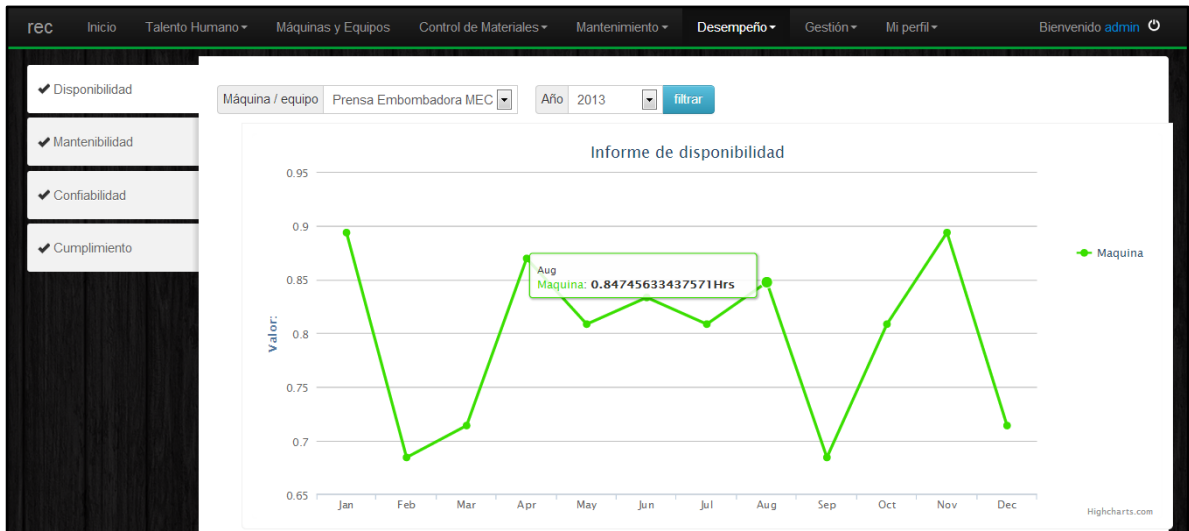 rec Inicio Talento Humano Máquinas y Equipos Control de Materiales Mantenimiento Desempeño Gestión Mi perfil Bienvenido admin
Disponibilidad
Mantenibilidad
Confiabilidad
Cumplimiento
Máquina / equipo Prensa Embombadora MEC Año 2013 filtrar
Informe de disponibilidad
Valor:
0.95
0.9
0.85
0.8
0.75
0.7
0.65
Aug
Maquina: 0.84745633437571Hrs
Maquina
Jan Feb Mar Apr May Jun Jul Aug Sep Oct Nov Dec
Highcharts.com